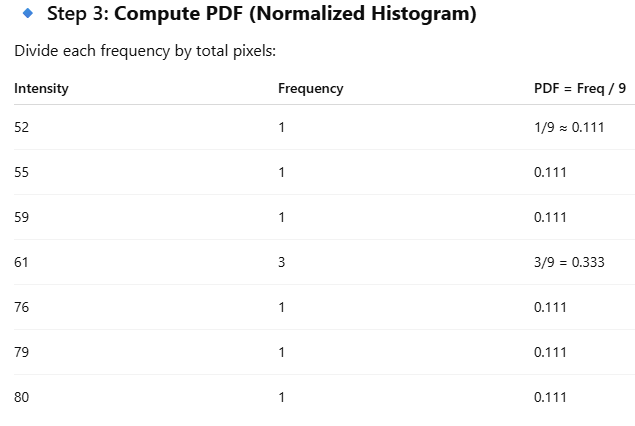 Step 3: Compute PDF (Normalized Histogram)
Divide each frequency by total pixels:
Intensity Frequency PDF = Freq / 9
52 1 1/9 ≈ 0.111
55 1 0.111
59 1 0.111
61 3 3/9 = 0.333
76 1 0.111
79 1 0.111
80 1 0.111